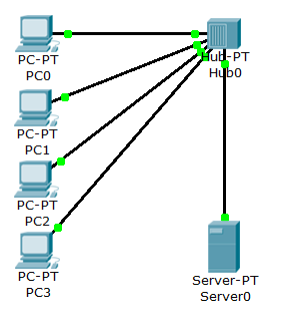 PC-PT
PC0
Hub-PT
Hub0
PC-PT
PC1
PC-PT
PC2
PC-PT
PC3
Server-PT
Server0